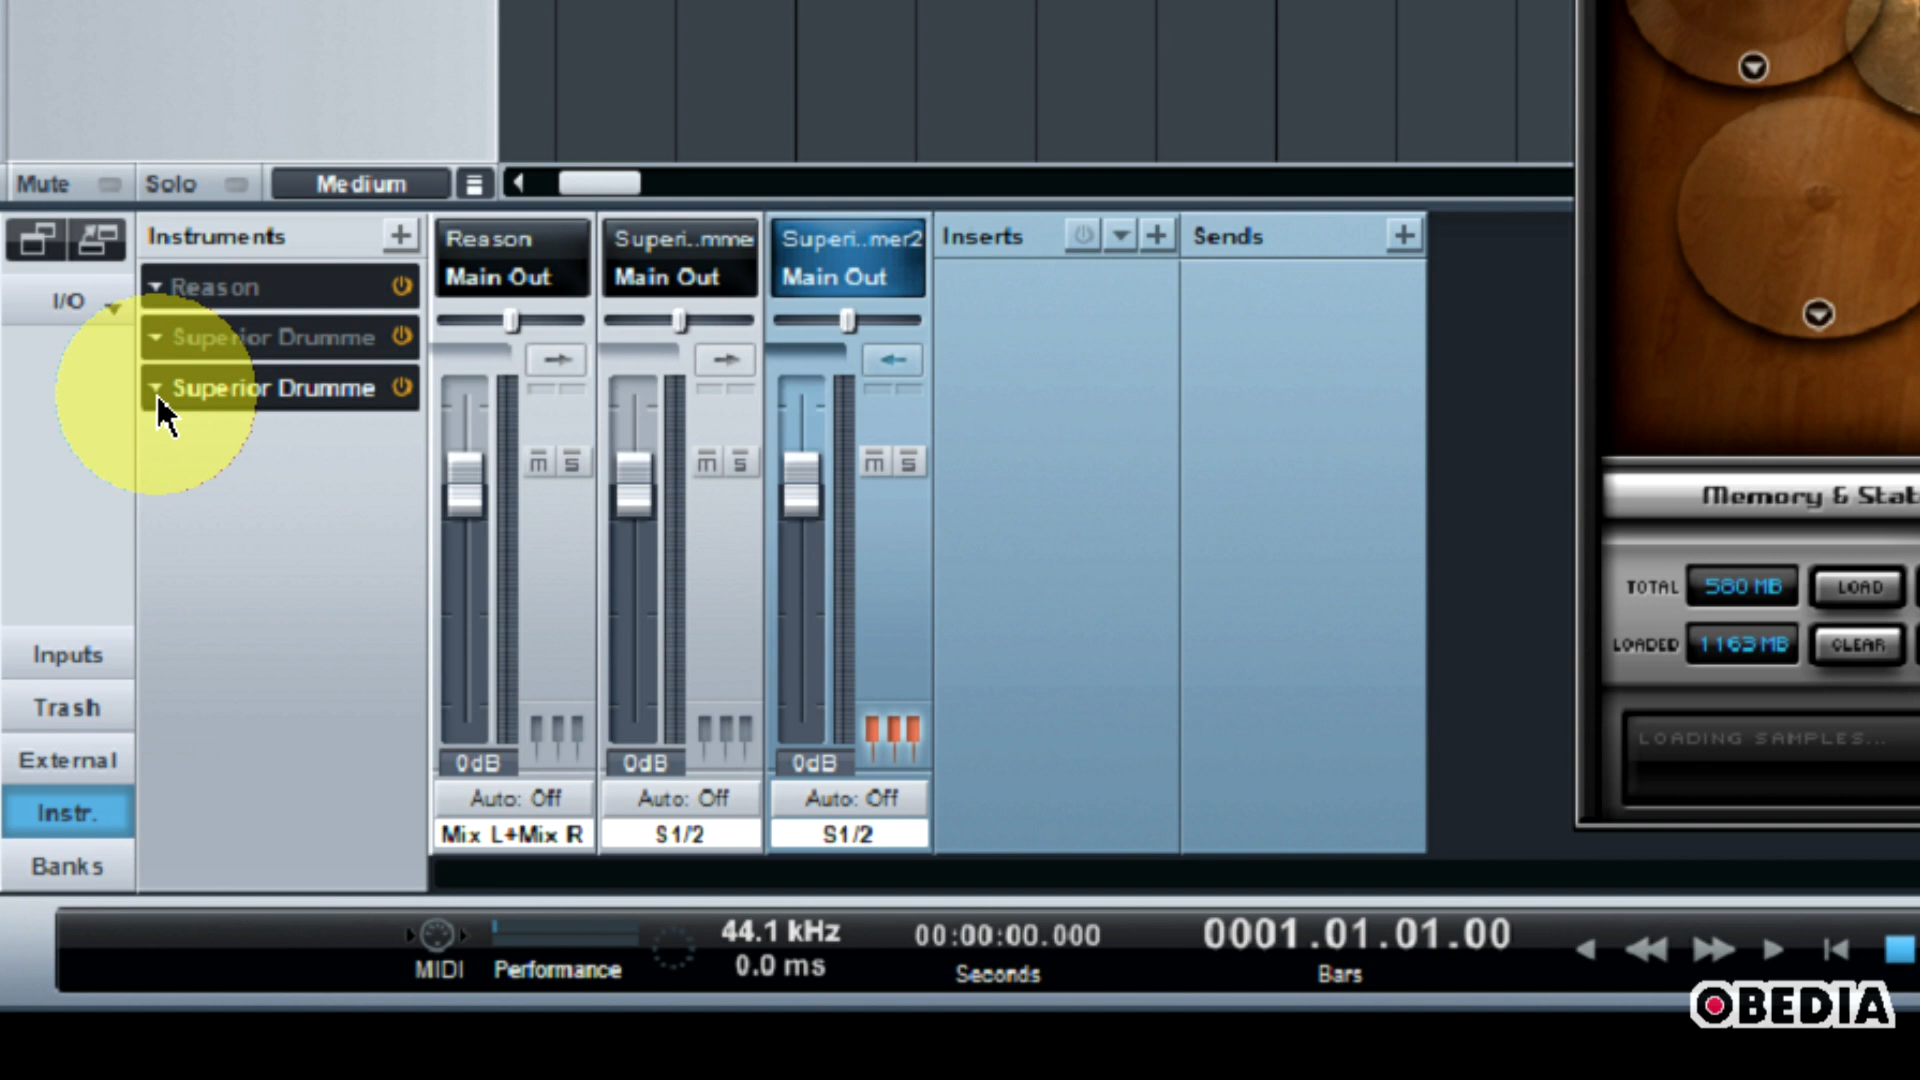 Mute Solo Medium
Instruments
I/O
Reason
Superior Drumme
Superior Drumme
Inputs
Trash
External
Instr.
Banks
Reason
Main Out
0dB
Auto: Off
Mix L+Mix R
Superi..mme
Main Out
m s
0dB
Auto: Off
S1/2
Superi..mer2
Main Out
m s
0dB
Auto: Off
S1/2
m s
Inserts
Sends
Memory & Stat
TOTAL 580 MB LOAD
LOADED 1163 MB CLEAR
LOADING SAMPLES...
MIDI
Performance
44.1 kHz
0.0 ms
00:00:00.000
Seconds
0001.01.01.00
Bars
OBEDIA